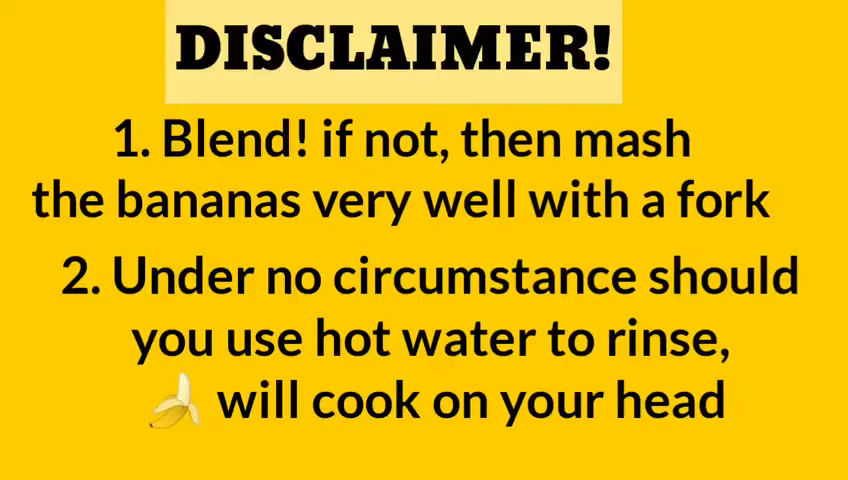 DISCLAIMER!
1. Blend! if not, then mash
the bananas very well with a fork
2. Under no circumstance should
you use hot water to rinse,
🍌 will cook on your head